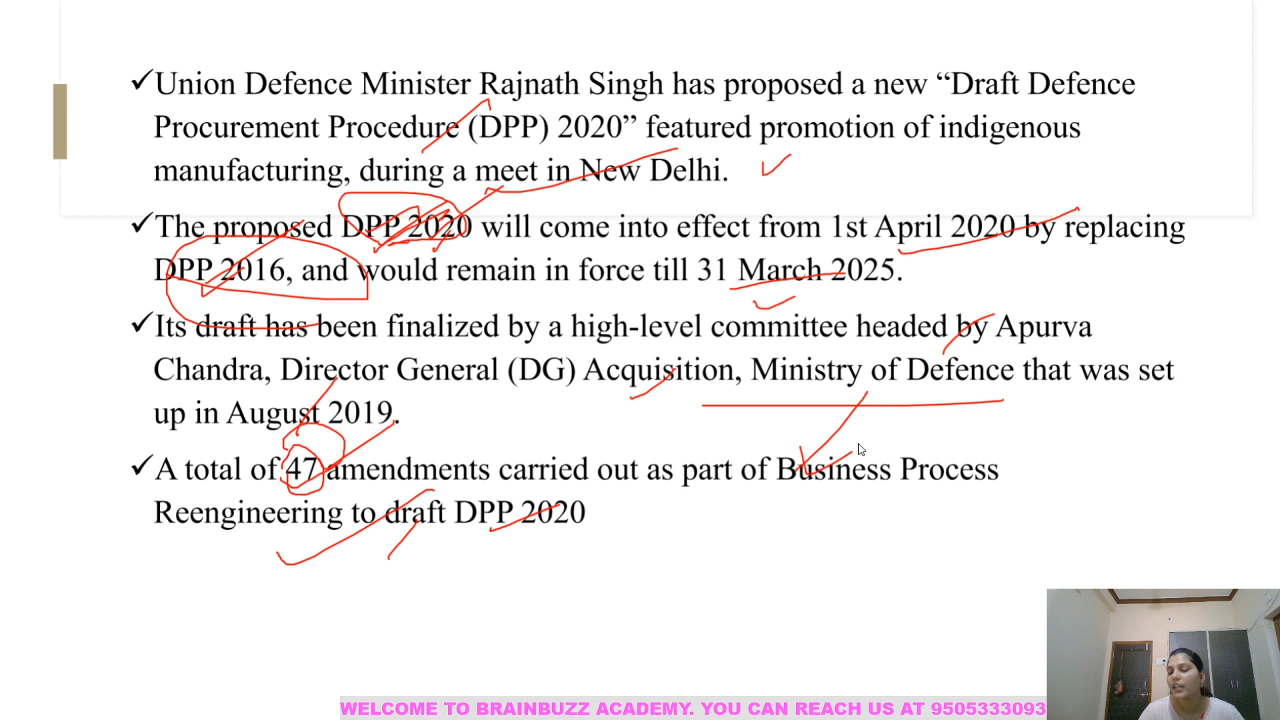 ✓Union Defence Minister Rajnath Singh has proposed a new “Draft Defence
Procurement Procedure (DPP) 2020” featured promotion of indigenous
manufacturing, during a meet in New Delhi.
✓The proposed DPP 2020 will come into effect from 1st April 2020 by replacing
DPP 2016, and would remain in force till 31 March 2025.
✓Its draft has been finalized by a high-level committee headed by Apurva
Chandra, Director General (DG) Acquisition, Ministry of Defence that was set
up in August 2019.
✓A total of 47 amendments carried out as part of Business Process
Reengineering to draft DPP 2020
WELCOME TO BRAINBUZZ ACADEMY. YOU CAN REACH US AT 9505333093